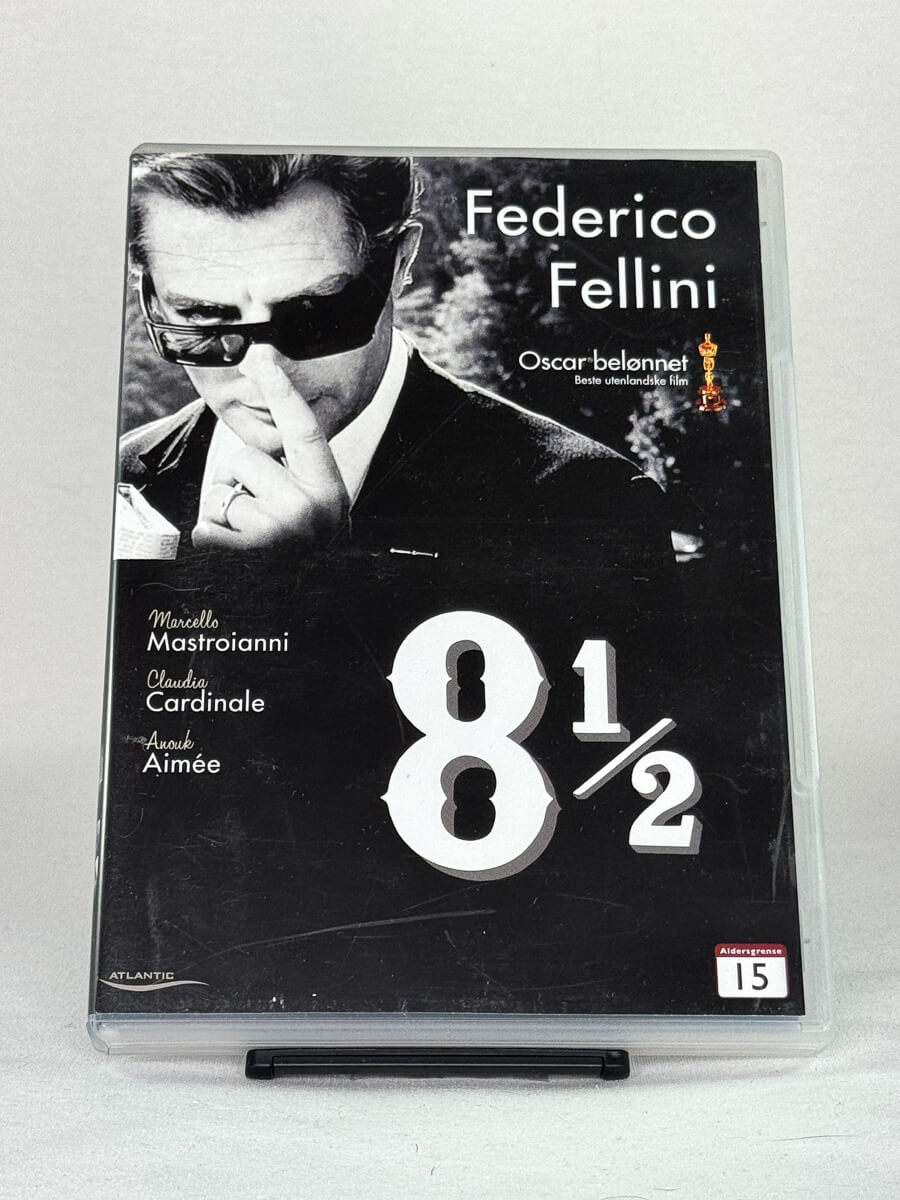 Federico
Fellini
Oscar belønnet
Beste utenlandske film
Marcello
Mastroianni
Claudia
Cardinale
Anouk
Aimée
8 1/2
ATLANTIC
Aldersgrense
15